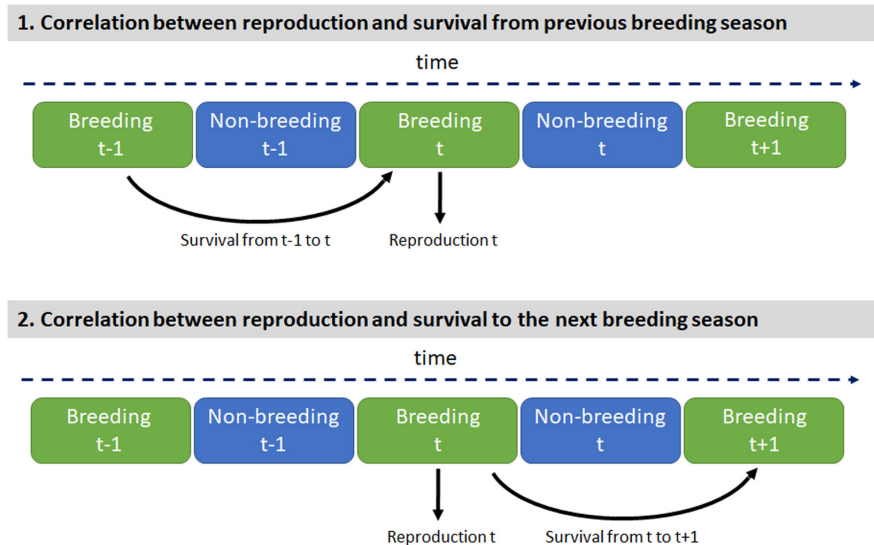 1. Correlation between reproduction and survival from previous breeding season
time
Breeding
t-1
Non-breeding
t-1
Breeding
t
Non-breeding
t
Breeding
t+1
Survival from t-1 to t
Reproduction t
2. Correlation between reproduction and survival to the next breeding season
time
Breeding
t-1
Non-breeding
t-1
Breeding
t
Non-breeding
t
Breeding
t+1
Reproduction t
Survival from t to t+1